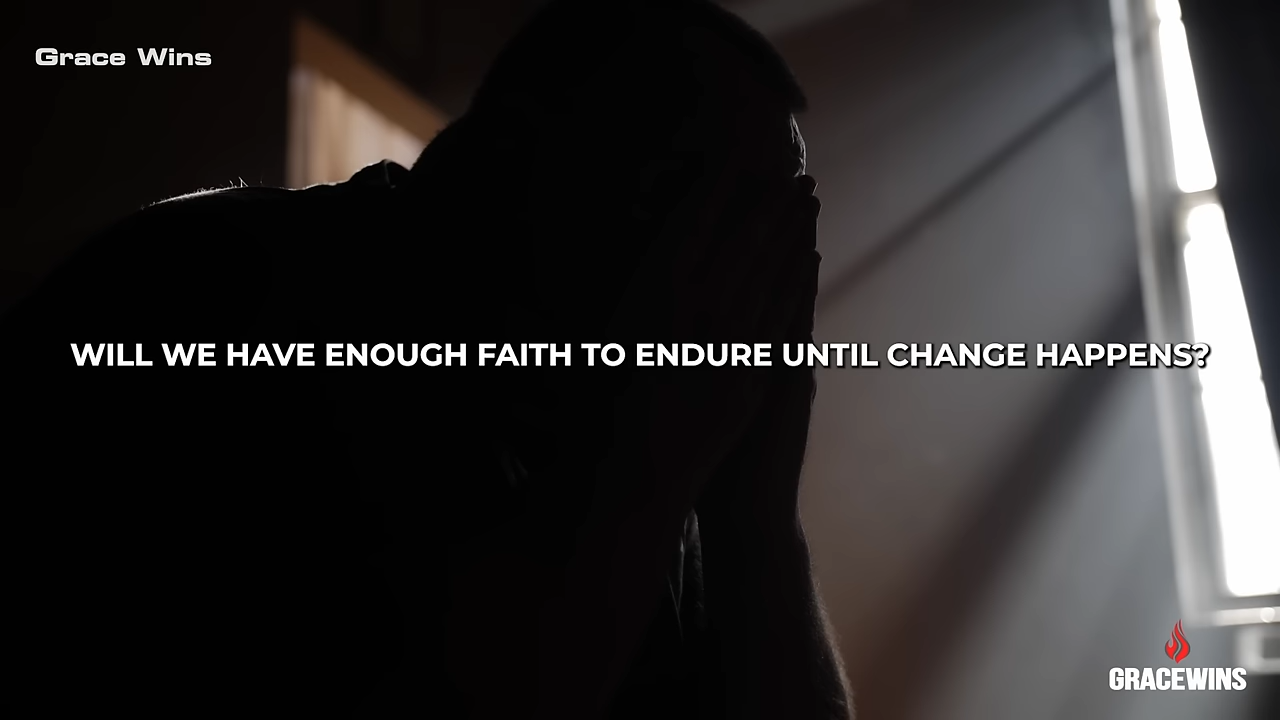 Grace Wins
WILL WE HAVE ENOUGH FAITH TO ENDURE UNTIL CHANGE HAPPENS?
GRACEWINS